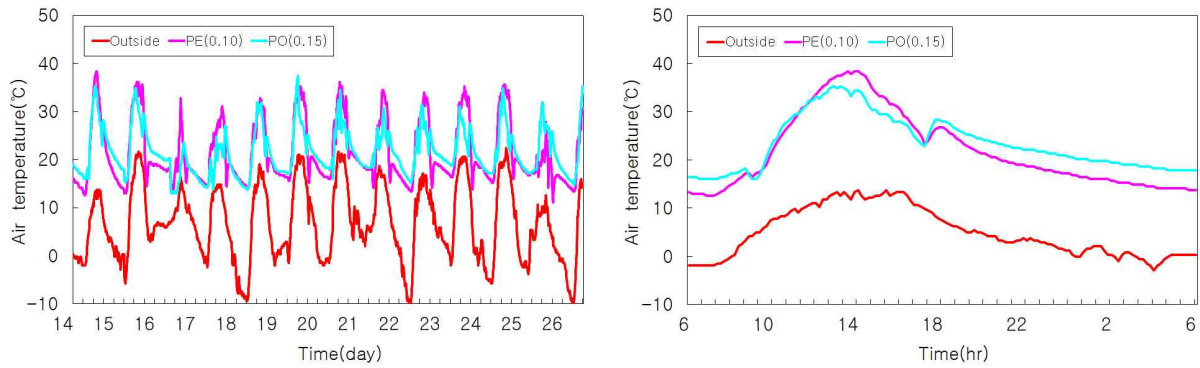 50
40
30
20
10
0
-10
Air temperature(℃)
Outside PE(0.10) PO(0.15)
14 15 16 17 18 19 20 21 22 23 24 25 26
Time(day)
50
40
30
20
10
0
-10
Air temperature(℃)
Outside PE(0.10) PO(0.15)
6 10 14 18 22 2 6
Time(hr)